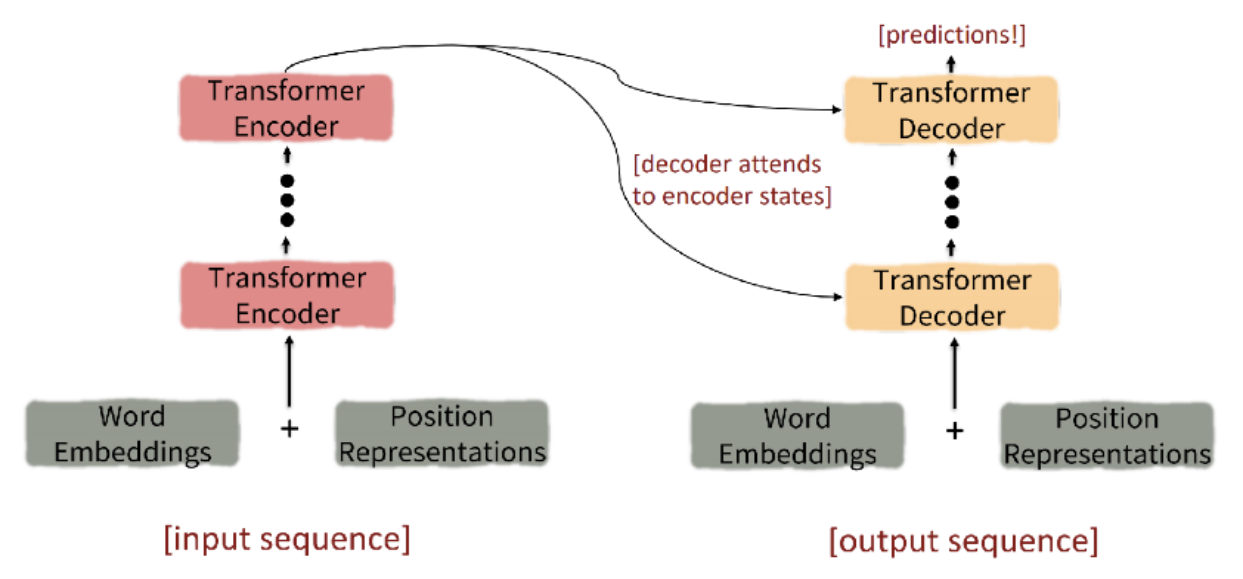 [predictions!]
Transformer
Encoder
Transformer
Decoder
[decoder attends
to encoder states]
Transformer
Encoder
Transformer
Decoder
Word
Embeddings
+
Position
Representations
Word
Embeddings
+
Position
Representations
[input sequence]
[output sequence]